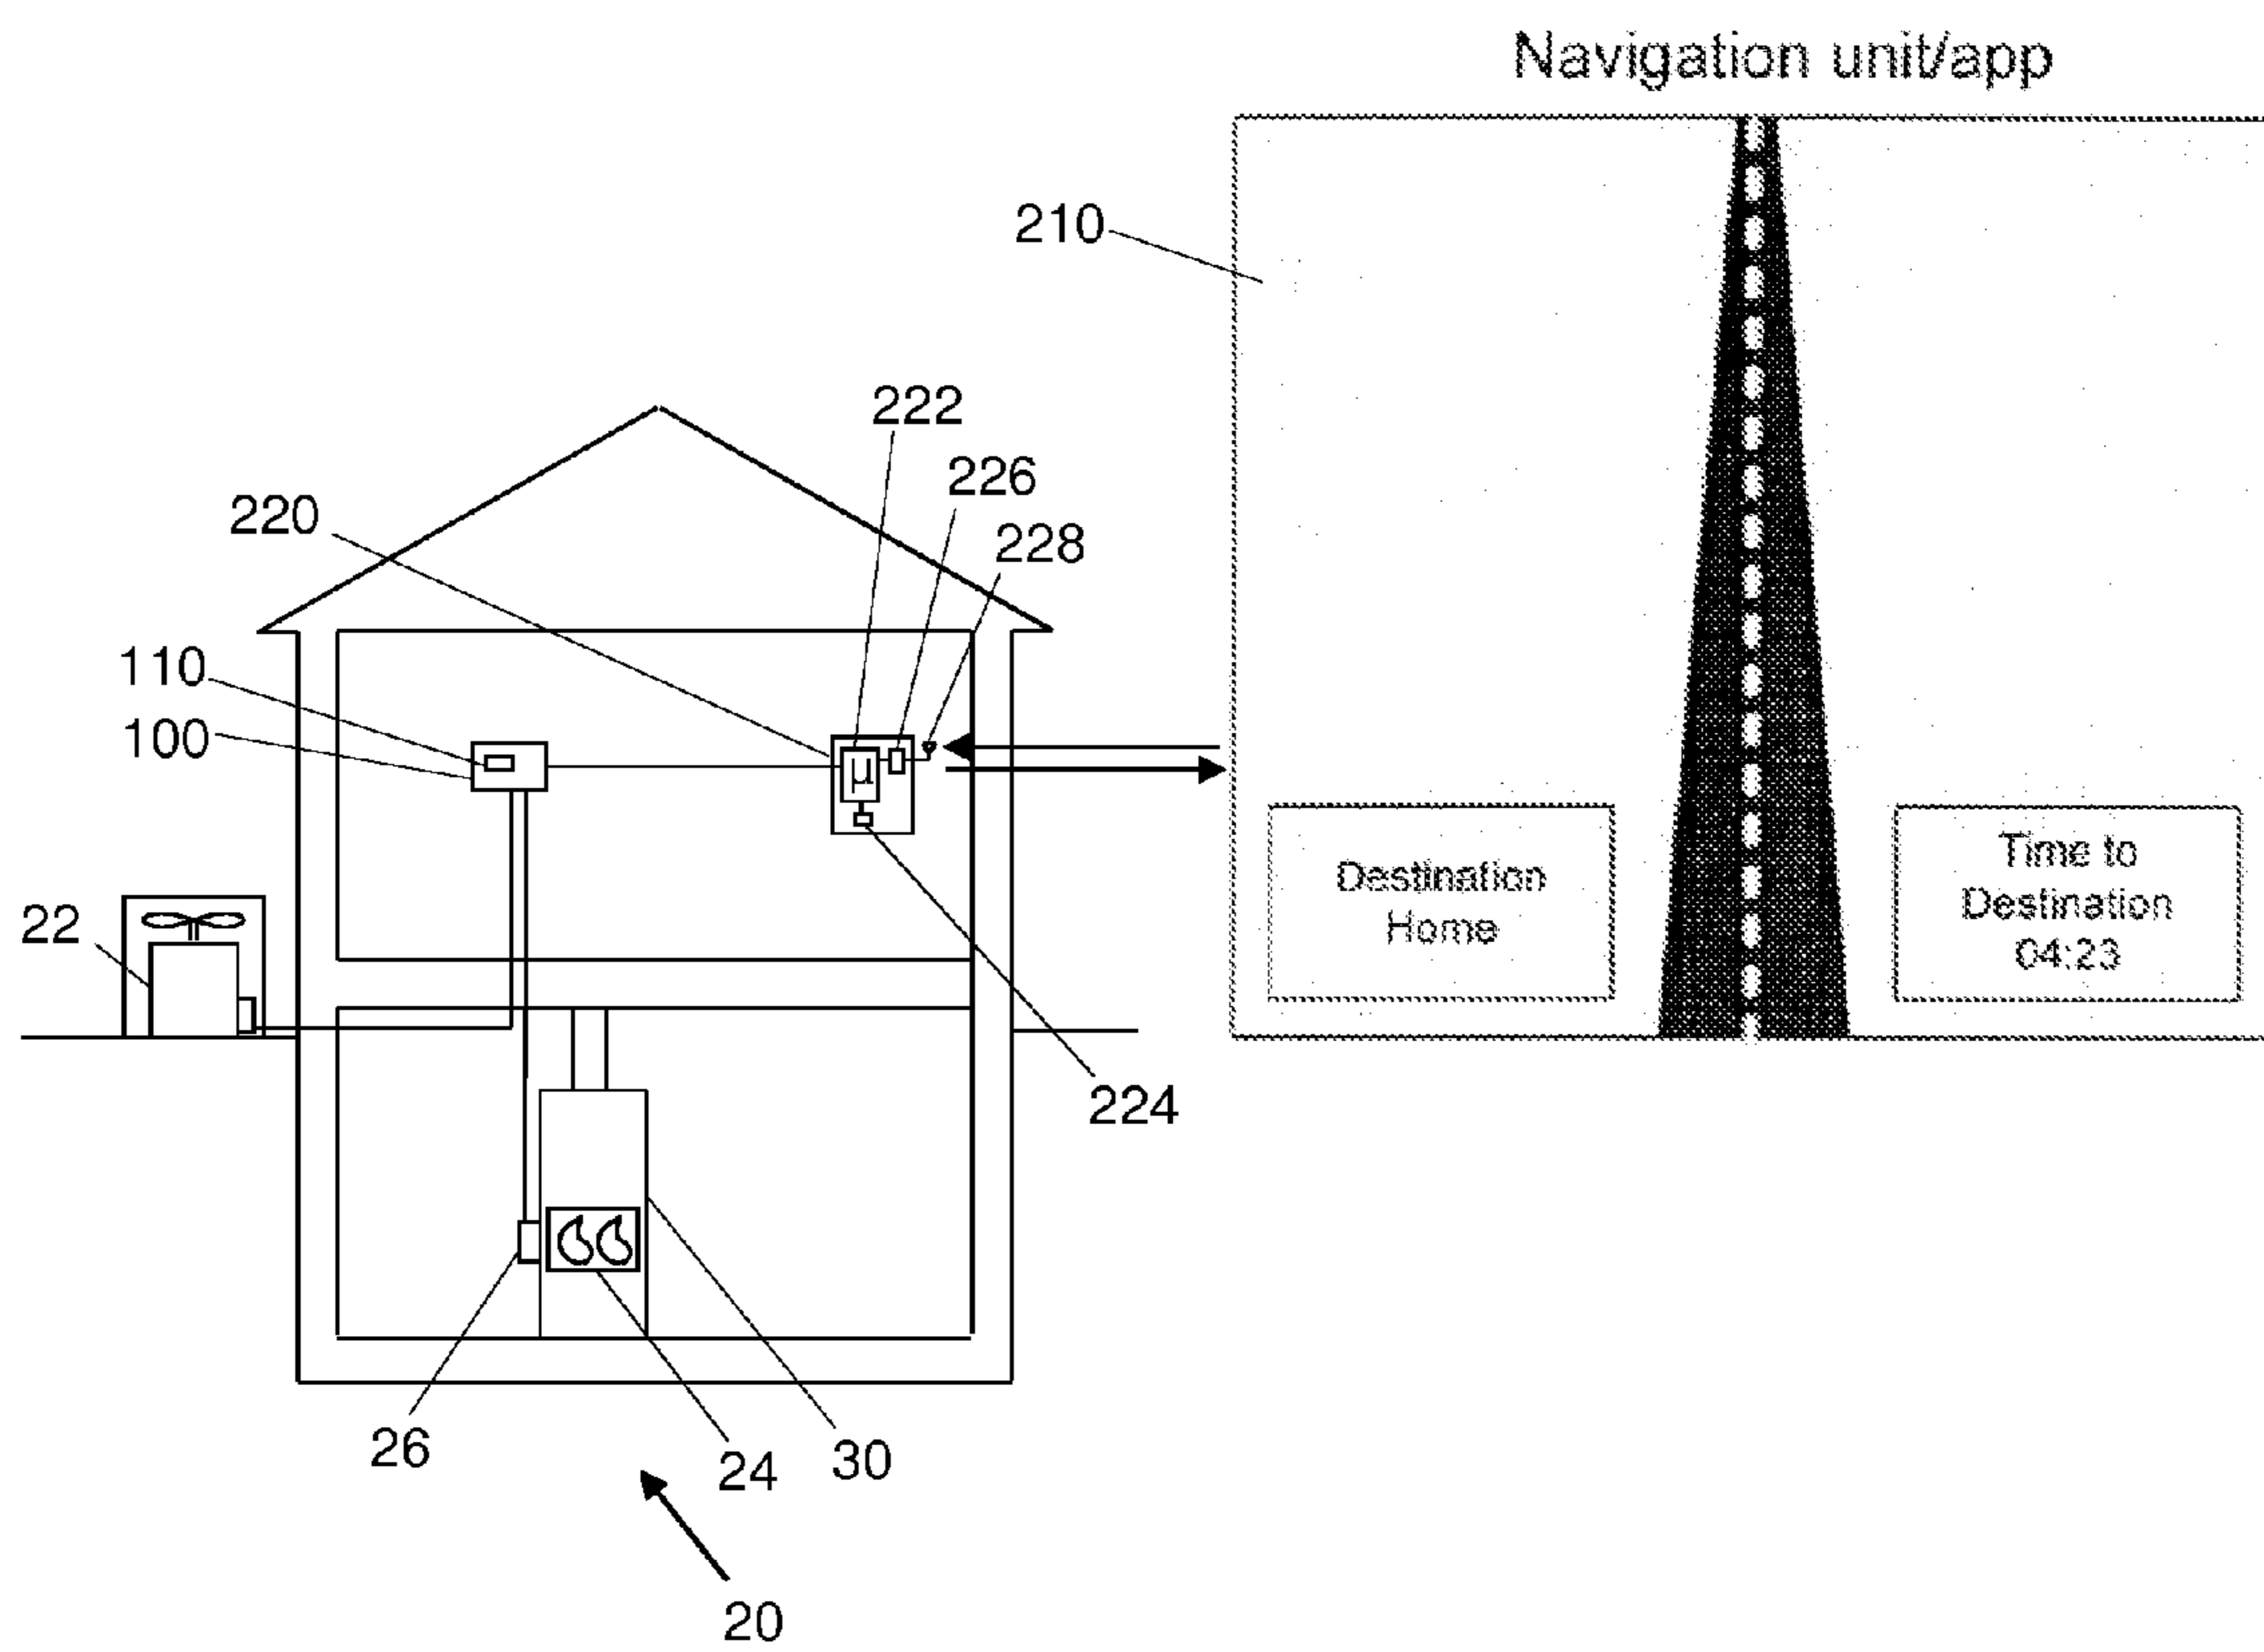 Navigation unit/app
210
222
226
220
228
110
100
μ
22
Destination
Home
Time to
Destination
04:23
224
26
24
30
20